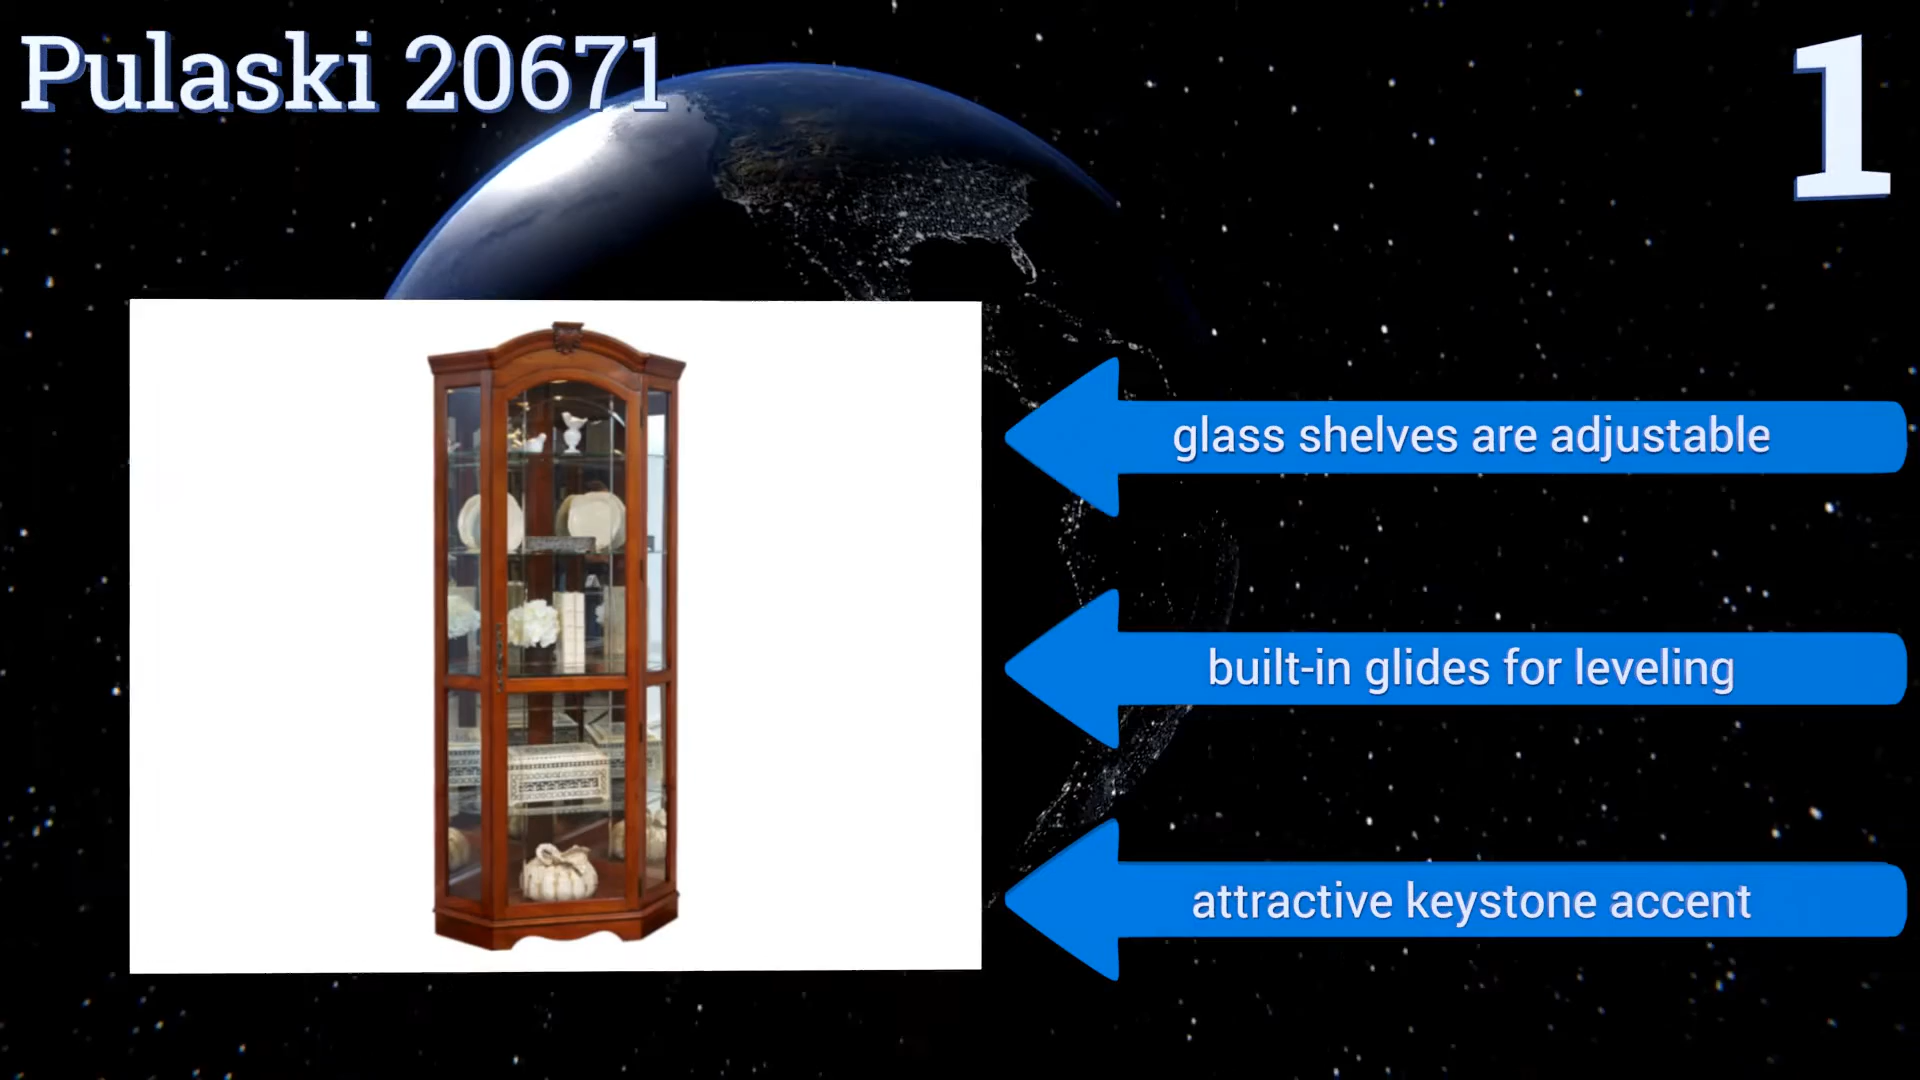 Pulaski 20671
1
glass shelves are adjustable
built-in glides for leveling
attractive keystone accent